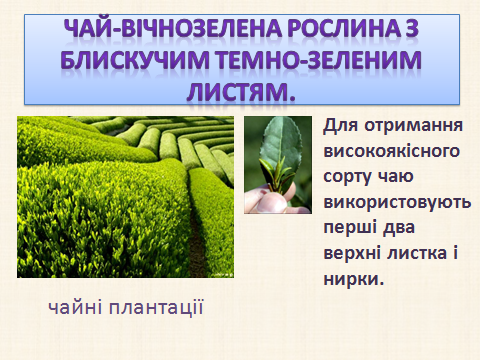 ЧАЙ-ВІЧНОЗЕЛЕНА РОСЛИНА З
БЛИСКУЧИМ ТЕМНО-ЗЕЛЕНИМ
ЛИСТЯМ.
Для отримання
високоякісного
сорту чаю
використовують
перші два
верхні листка і
нирки.
чайні плантації